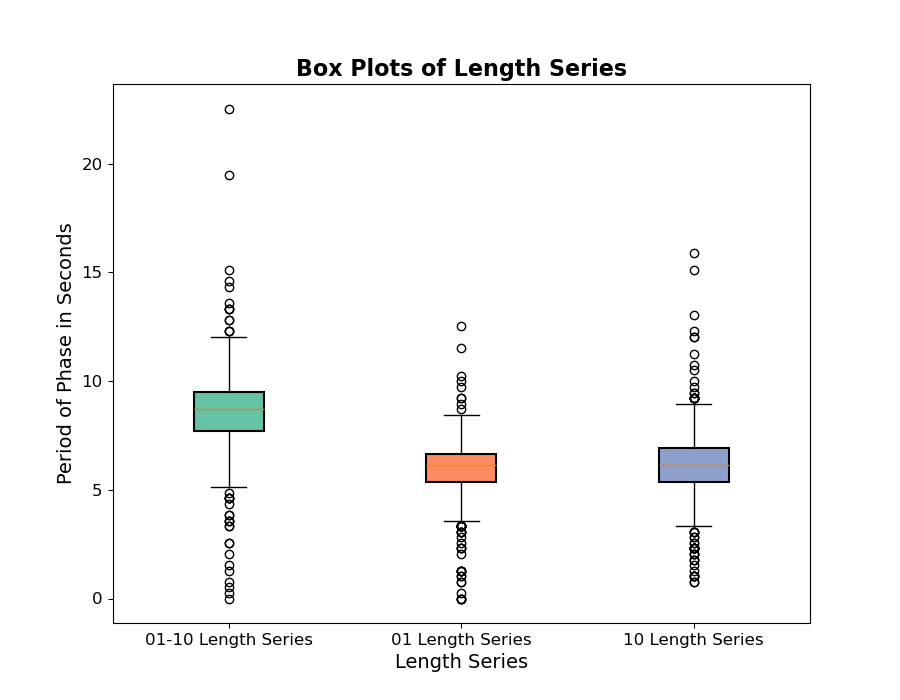 Box Plots of Length Series
Period of Phase in Seconds
20
15
10
5
0
01-10 Length Series
01 Length Series
10 Length Series
Length Series